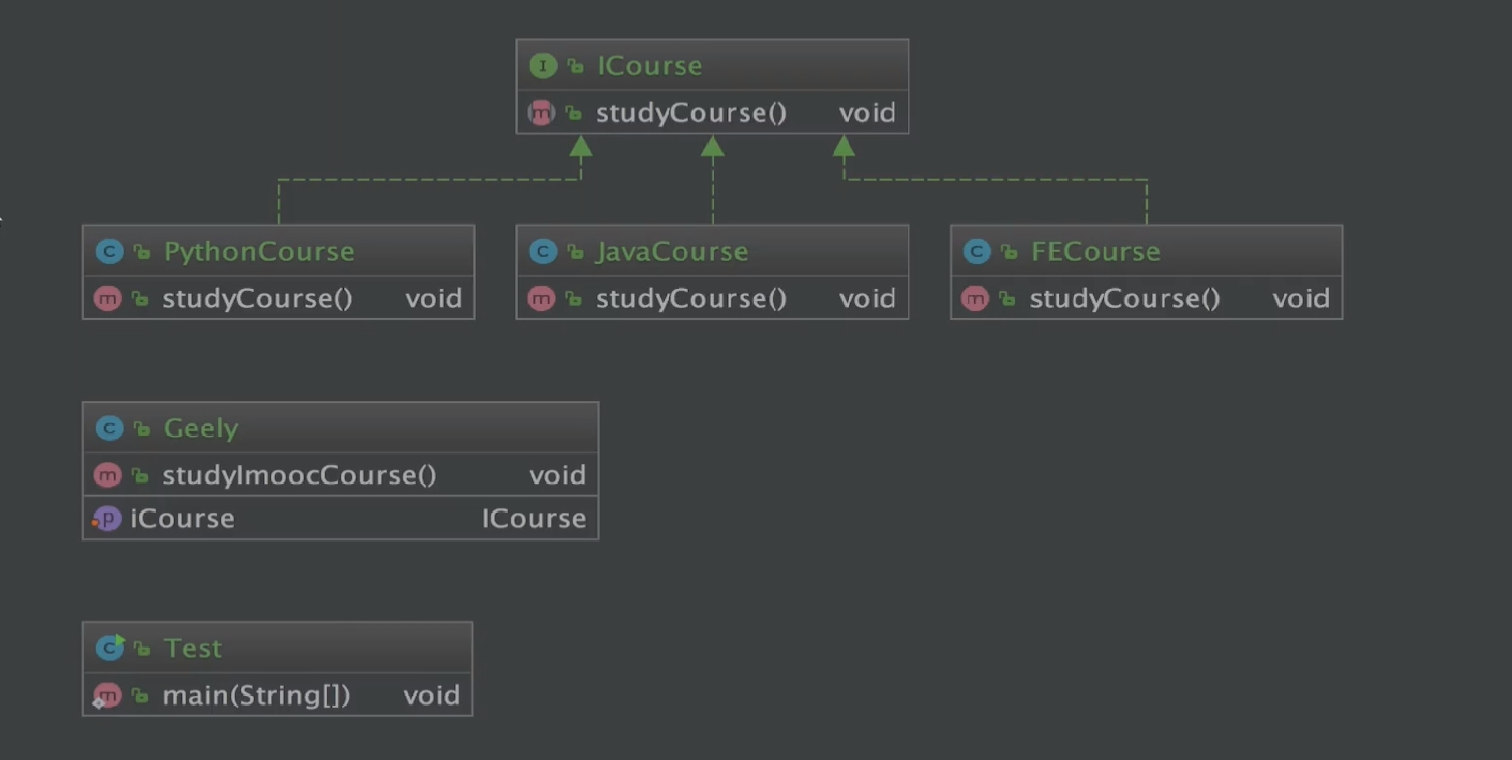 I ICourse
m studyCourse() void
C PythonCourse
m studyCourse() void
C JavaCourse
m studyCourse() void
C FECourse
m studyCourse() void
C Geely
m studyImoocCourse() void
p iCourse ICourse
C Test
m main(String[]) void